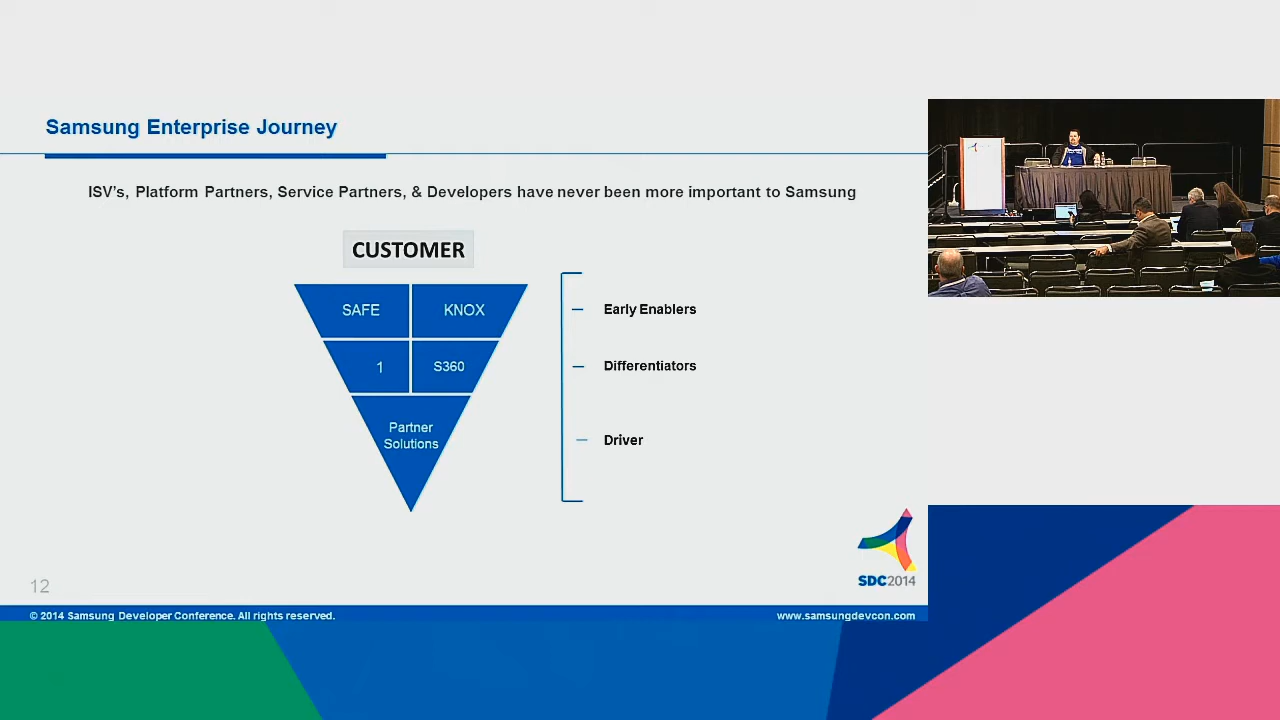 Samsung Enterprise Journey
ISV's, Platform Partners, Service Partners, & Developers have never been more important to Samsung
CUSTOMER
SAFE KNOX
1 S360
Partner
Solutions
Early Enablers
Differentiators
Driver
SDC2014
12
© 2014 Samsung Developer Conference. All rights reserved.
www.samsungdevcon.com